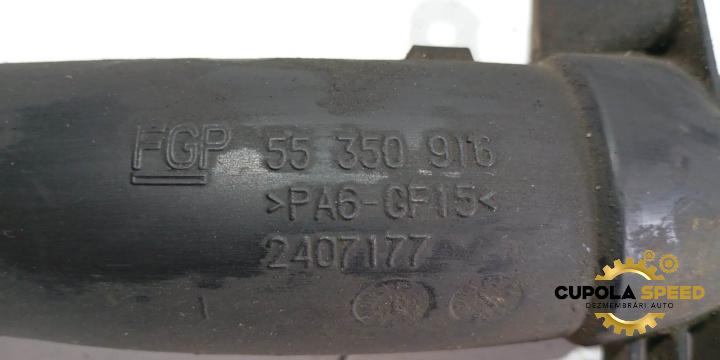 FGP 55 350 916
>PA6-GF15<
2407177
CUPOLA SPEED
DEZMEMBRĂRI AUTO